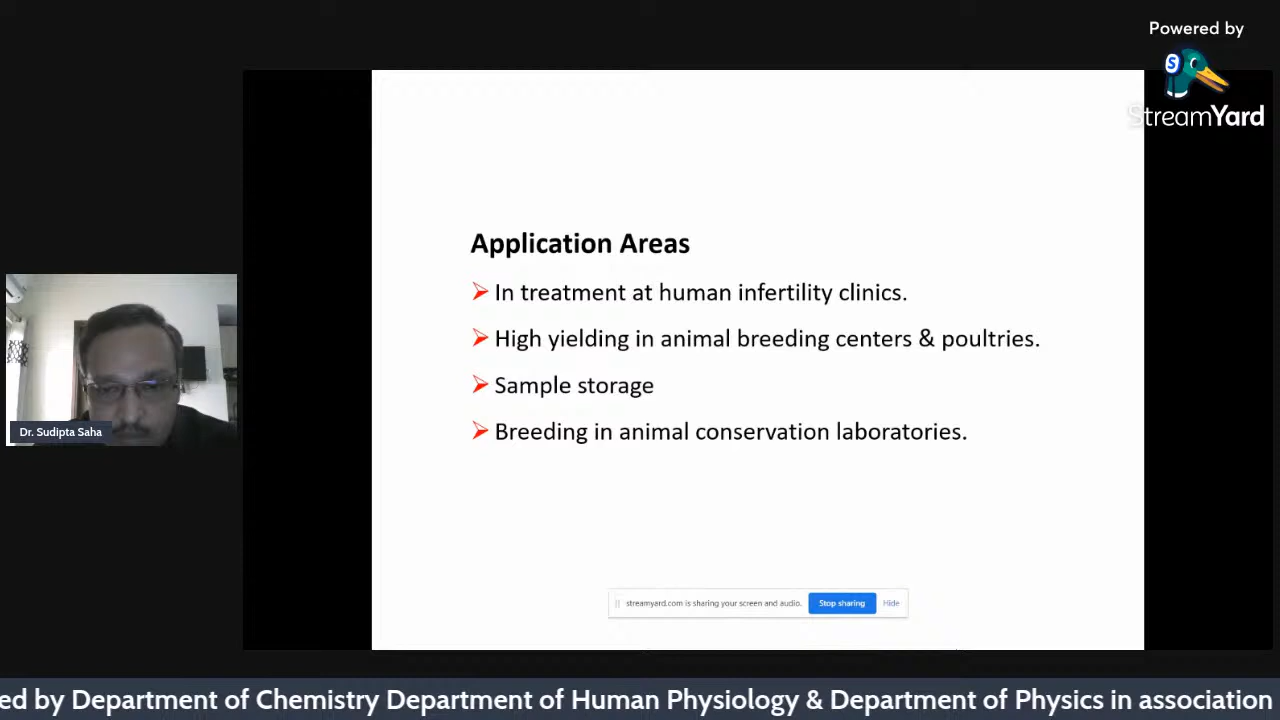 Powered by
StreamYard
Application Areas
In treatment at human infertility clinics.
High yielding in animal breeding centers & poultries.
Sample storage
Breeding in animal conservation laboratories.
Dr. Sudipta Saha
streamyard.com is sharing your screen and audio. Stop sharing Hide
ed by Department of Chemistry Department of Human Physiology & Department of Physics in association